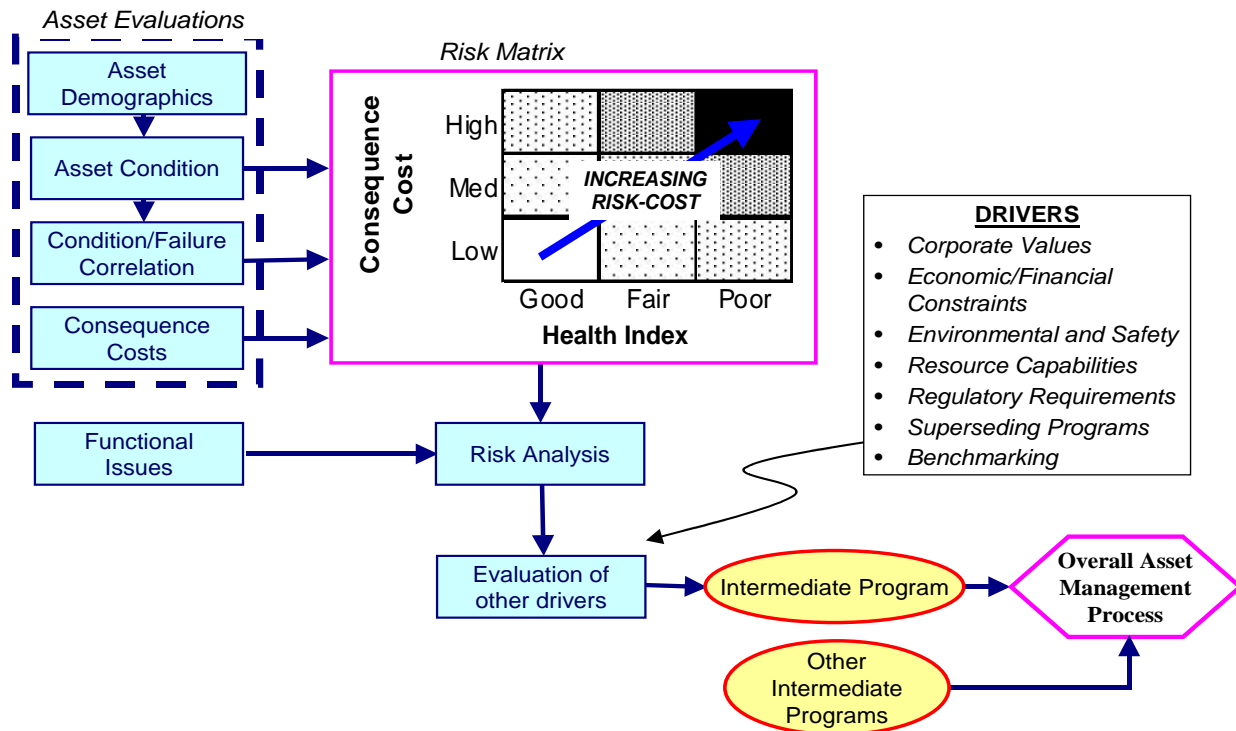 Asset Evaluations
Asset
Demographics
Asset Condition
Condition/Failure
Correlation
Consequence
Costs
Risk Matrix
Consequence
Cost
High
Med
Low
INCREASING
RISK-COST
Good Fair Poor
Health Index
DRIVERS
• Corporate Values
• Economic/Financial
Constraints
• Environmental and Safety
• Resource Capabilities
• Regulatory Requirements
• Superseding Programs
• Benchmarking
Functional
Issues
Risk Analysis
Evaluation of
other drivers
Intermediate Program
Overall Asset
Management
Process
Other
Intermediate
Programs